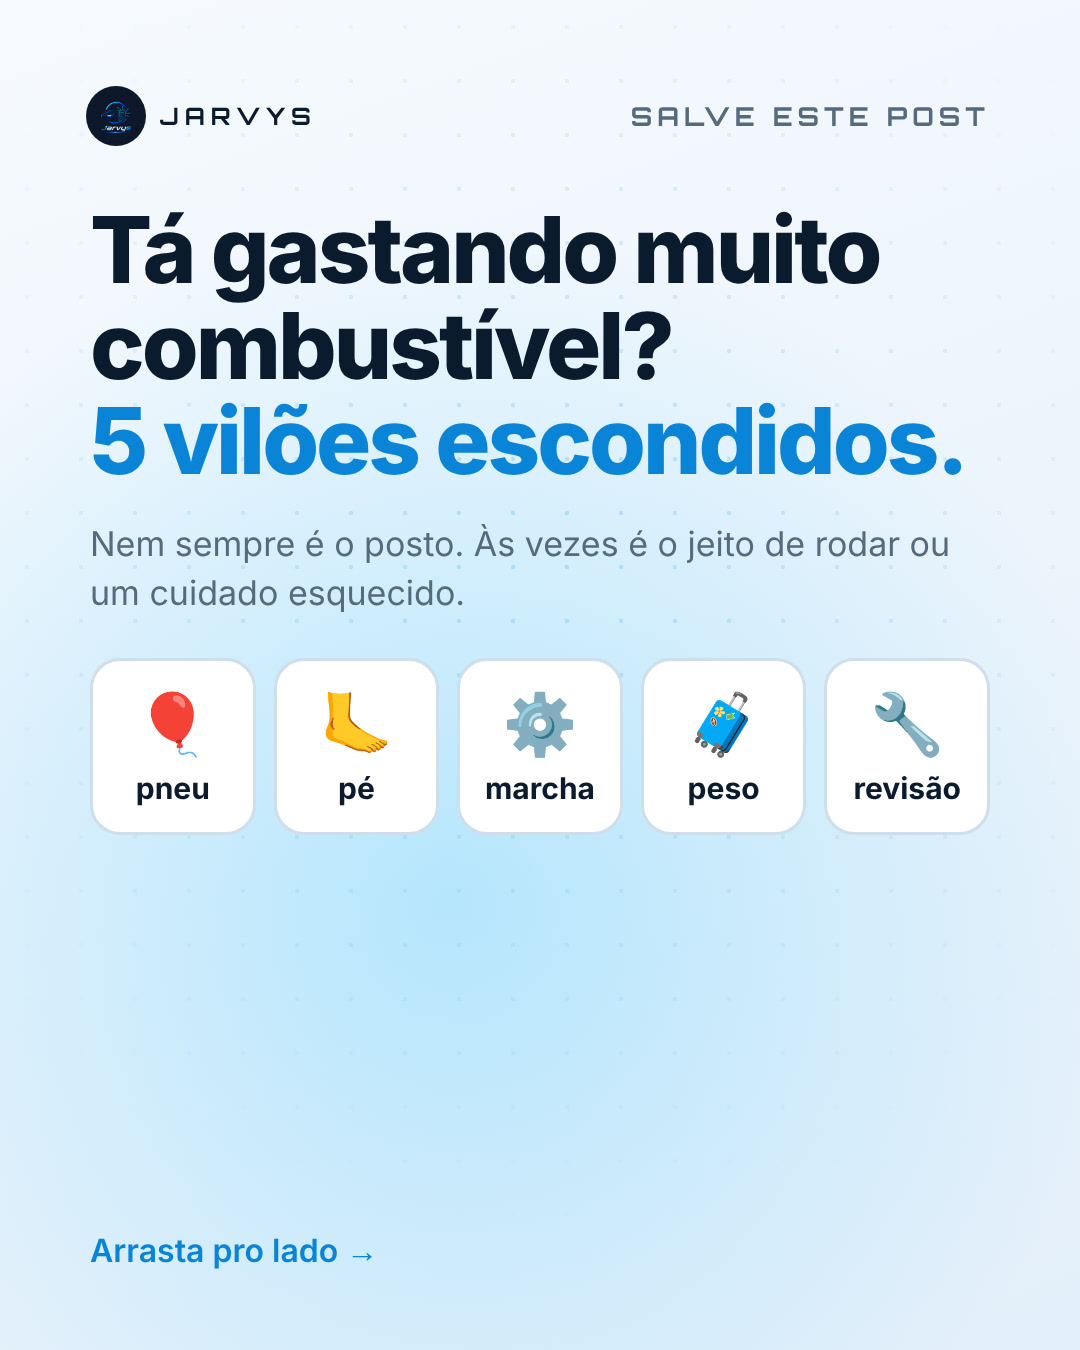 Jarvys
JARVYS
SALVE ESTE POST
Tá gastando muito
combustível?
5 vilões escondidos.
Nem sempre é o posto. Às vezes é o jeito de rodar ou
um cuidado esquecido.
pneu
pé
marcha
peso
revisão
Arrasta pro lado →